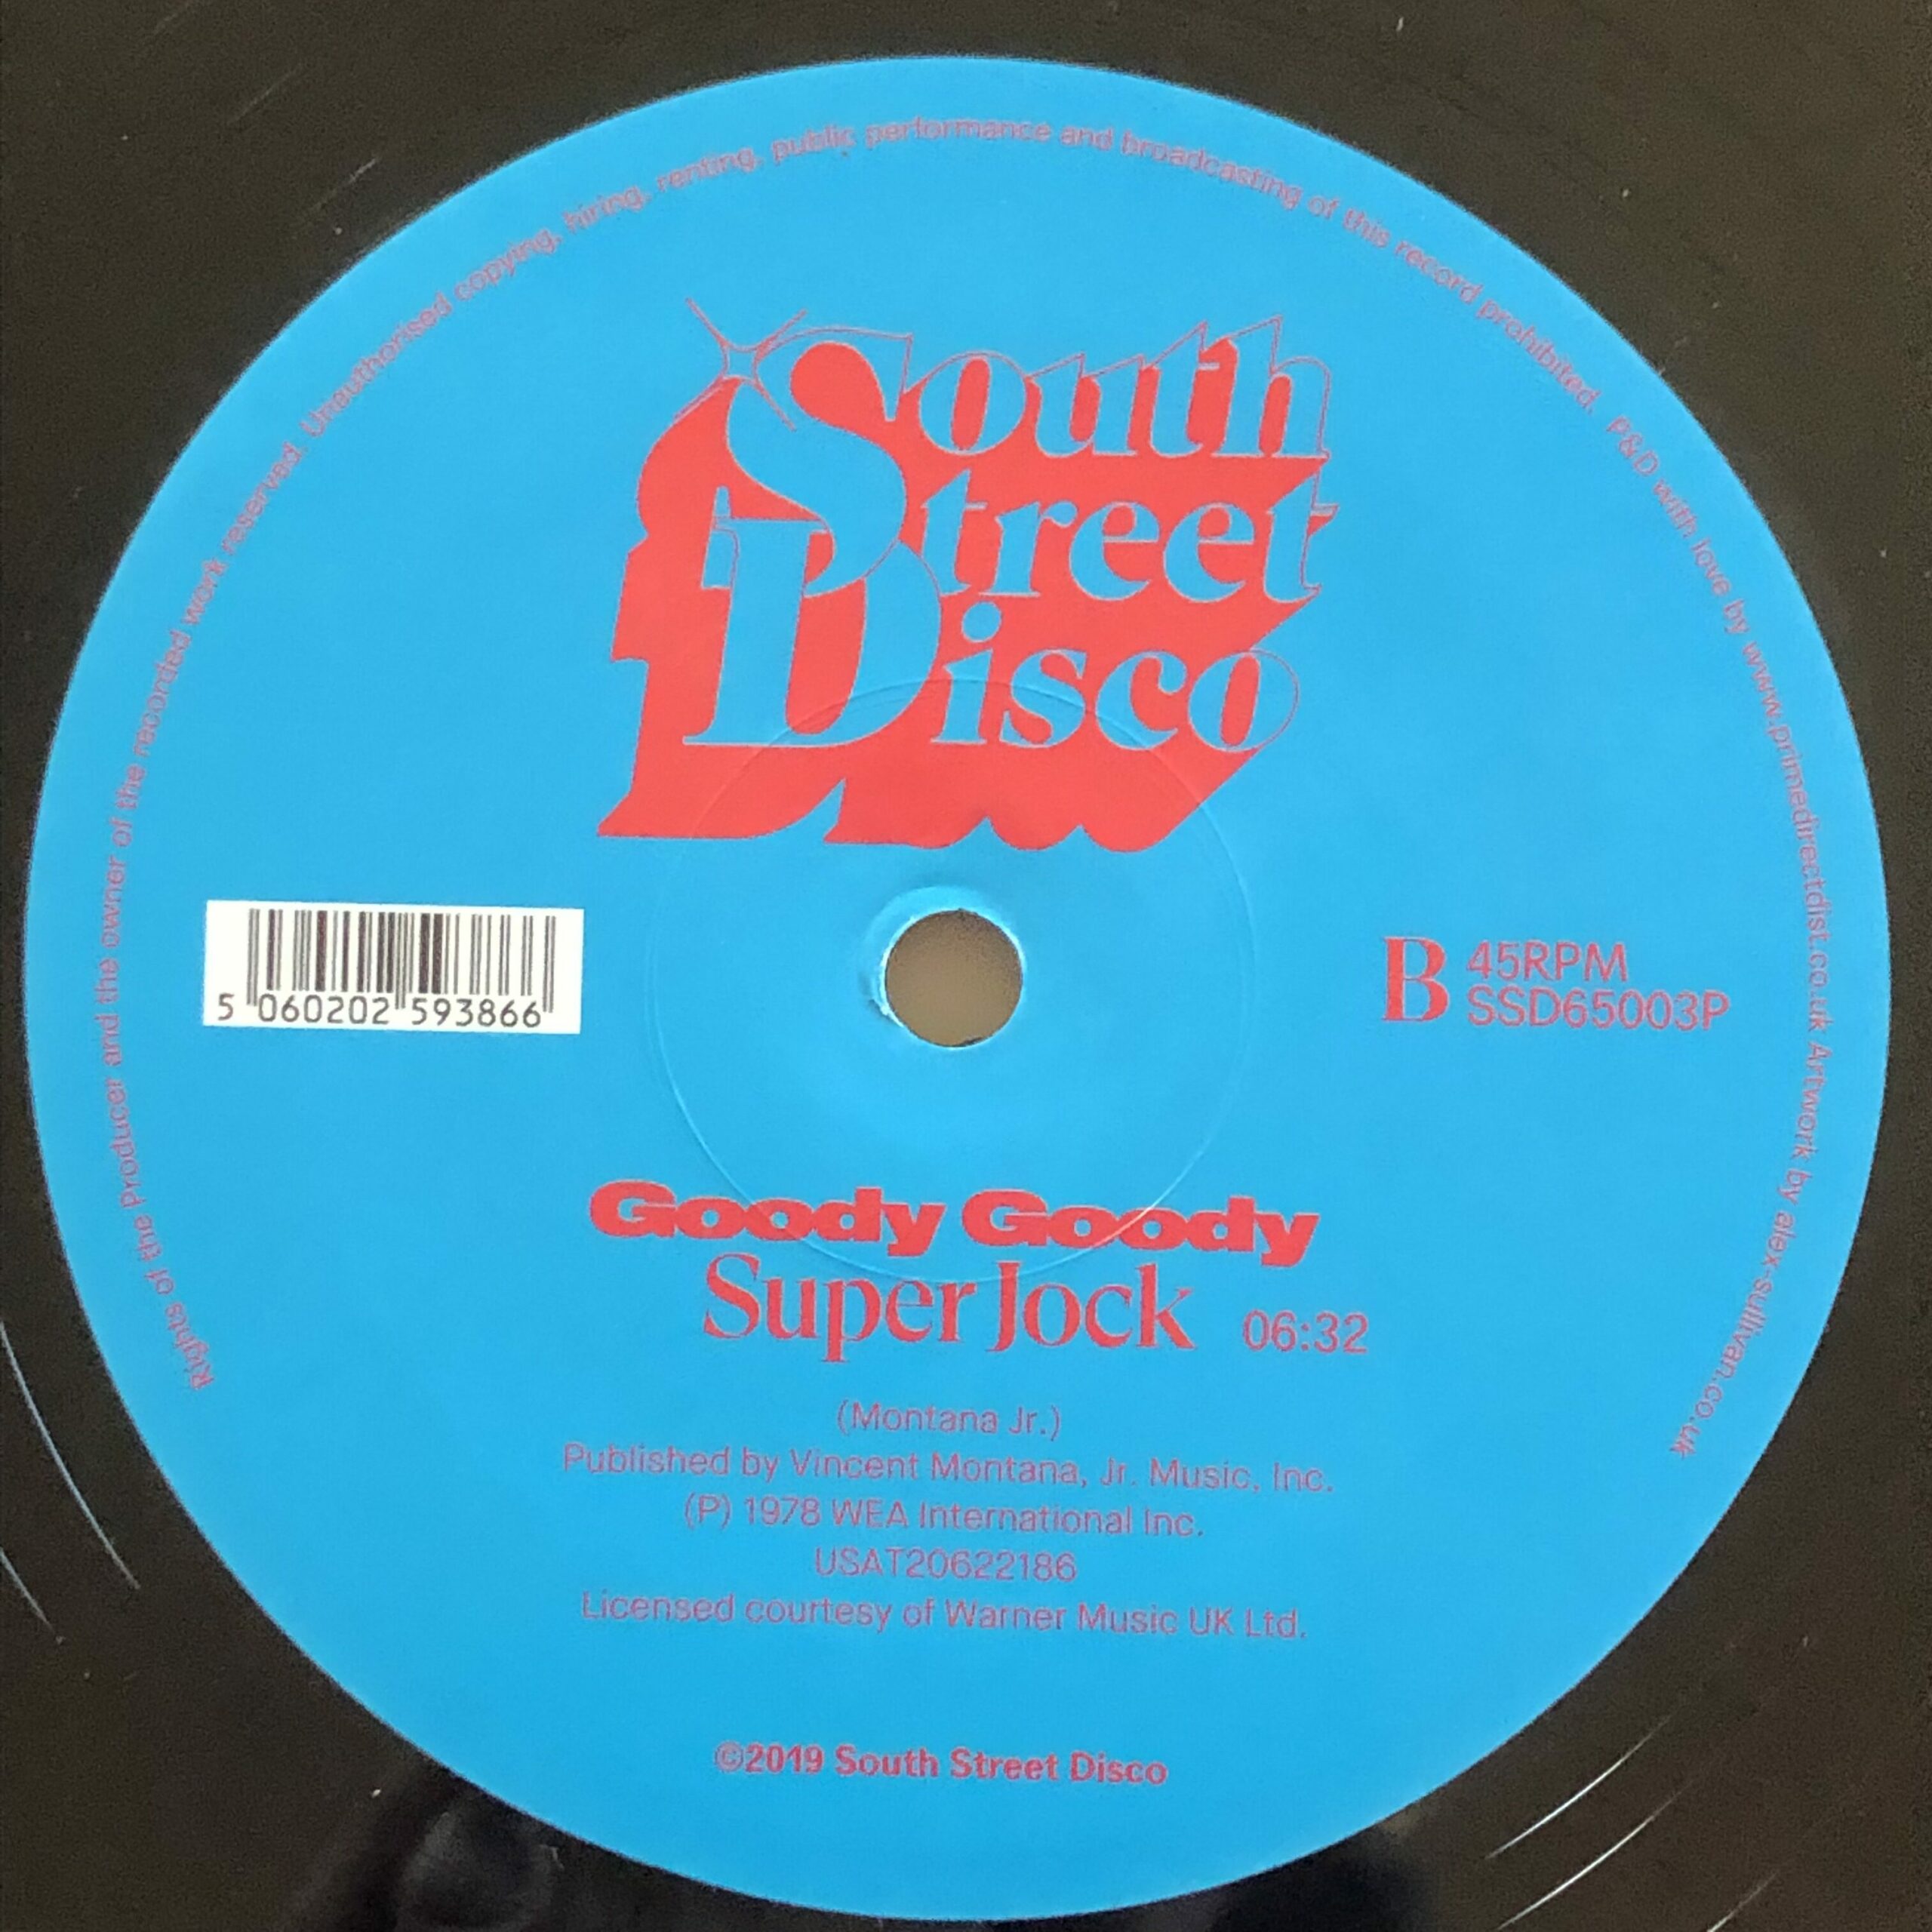 Rights of the Producer and the owner of the recorded work reserved. Unauthorised copying, hiring, renting, public performance and broadcasting of this record prohibited. P&D with love by www.primedirectdist.co.uk Artwork by alex-sullivan.co.uk
South
Street
Disco
5 060202 593866
B 45RPM
SSD65003P
Goody Goody
Super Jock 06:32
(Montana Jr.)
Published by Vincent Montana, Jr. Music, Inc.
(P) 1978 WEA International Inc.
USAT20622186
Licensed courtesy of Warner Music UK Ltd.
©2019 South Street Disco